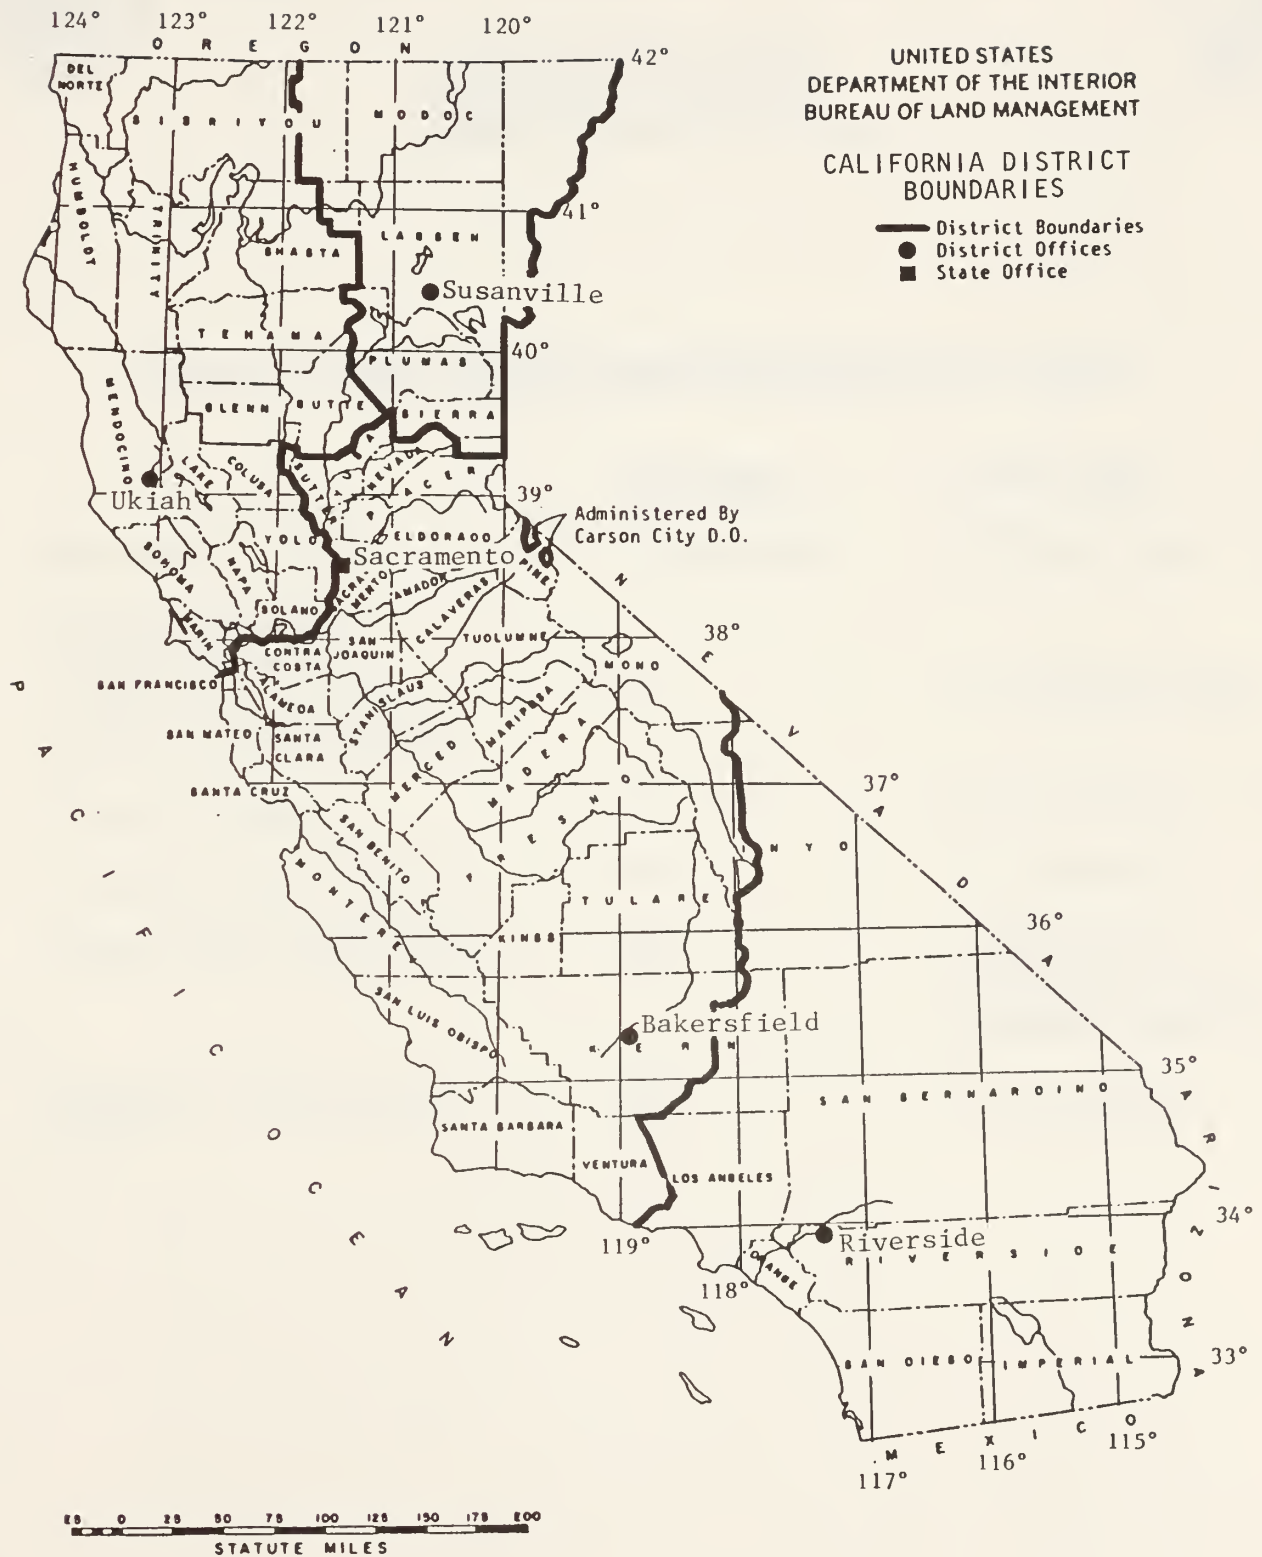 124° 123° 122° 121° 120°
OREGON
42°
UNITED STATES
DEPARTMENT OF THE INTERIOR
BUREAU OF LAND MANAGEMENT
CALIFORNIA DISTRICT
BOUNDARIES
District Boundaries
District Offices
State Office
DEL
NORTE
SISKIYOU
MODOC
HUMBOLDT
TRINITY
41°
SHASTA
LASSEN
Susanville
TEHAMA
40°
PLUMAS
MENDOCINO
GLENN
BUTTE
SIERRA
LAKE
COLUSA
SUTTER
YUBA
NEVADA
PLACER
Ukiah
39°
Administered By
Carson City D.O.
YOLO
ELDORADO
Sacramento
SONOMA
NAPA
SACRA
MENTO
AMADOR
CALAVERAS
PINE
SOLANO
MARIN
38°
CONTRA
COSTA
SAN
JOAQUIN
TUOLUMNE
MONO
SAN FRANCISCO
ALAMEDA
STANISLAUS
MARIPOSA
SAN MATEO
SANTA
CLARA
MERCED
MADERA
37°
SANTA CRUZ
SAN BENITO
FRESNO
INYO
MONTEREY
TULARE
KINGS
36°
NEVADA
SAN LUIS OBISPO
Bakersfield
KERN
35°
SAN BERNARDINO
SANTA BARBARA
VENTURA
LOS ANGELES
ARIZONA
34°
119°
Riverside
RIVERSIDE
ORANGE
118°
SAN DIEGO
IMPERIAL
33°
MEXICO
117° 116° 115°
PACIFIC OCEAN
25 0 25 50 75 100 125 150 175 200
STATUTE MILES